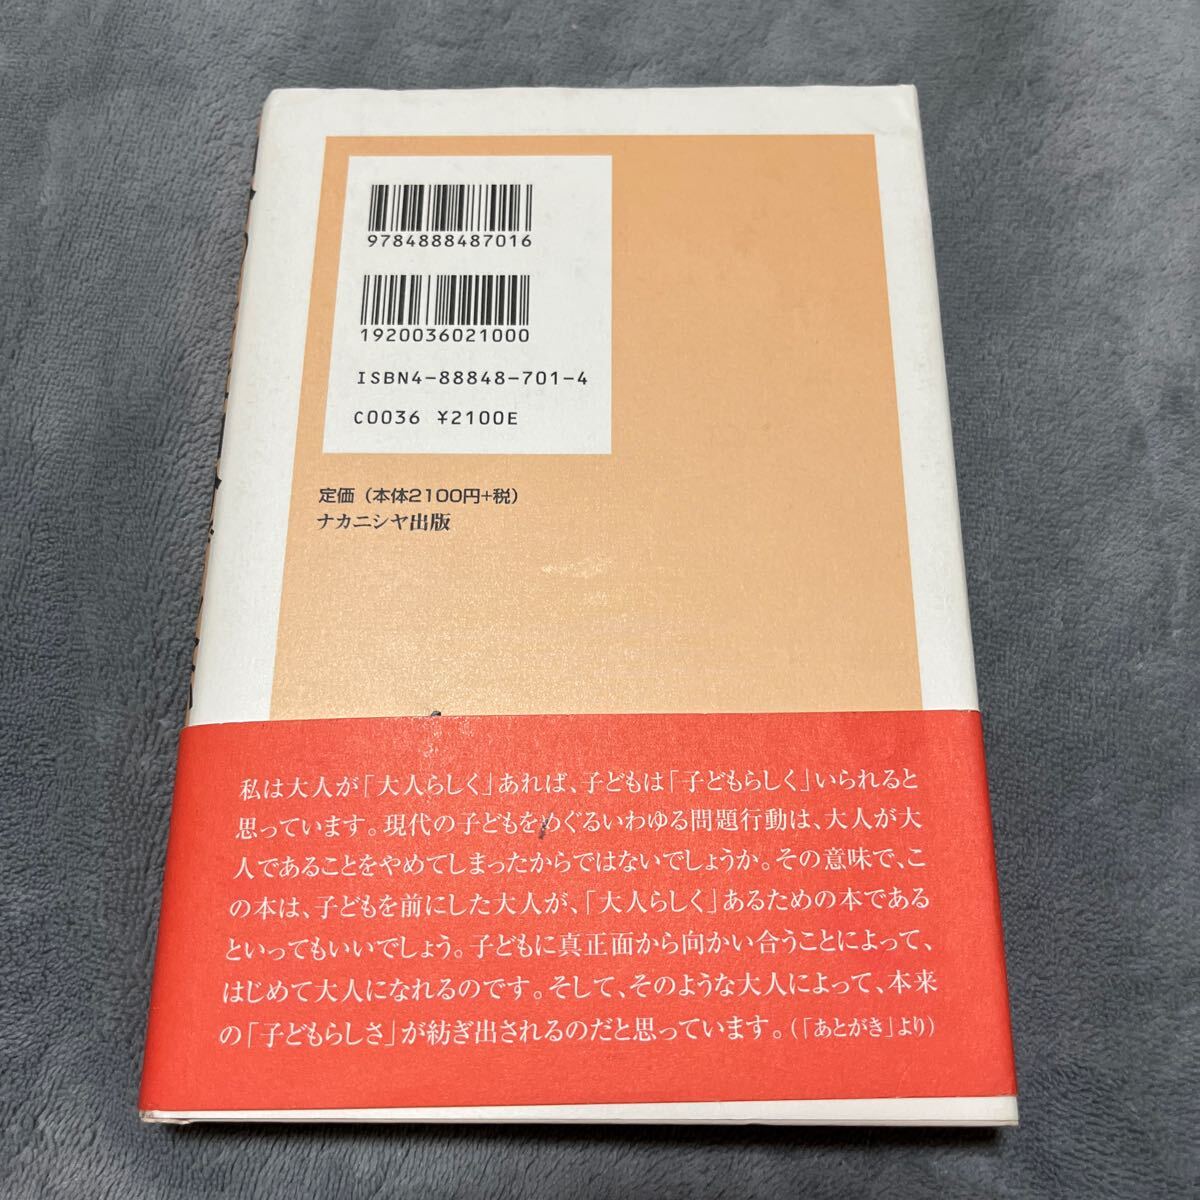 9784888487016
1920036021000
ISBN4-88848-701-4
C0036 ¥2100E
定価（本体2100円+税）
ナカニシヤ出版
私は大人が「大人らしく」あれば、子どもは「子どもらしく」いられると
思っています。現代の子どもをめぐるいわゆる問題行動は、大人が大
人であることをやめてしまったからではないでしょうか。その意味で、こ
の本は、子どもを前にした大人が、「大人らしく」あるための本である
といってもいいでしょう。子どもに真正面から向かい合うことによって、
はじめて大人になれるのです。そして、そのような大人によって、本来
の「子どもらしさ」が紡ぎ出されるのだと思っています。（「あとがき」より）